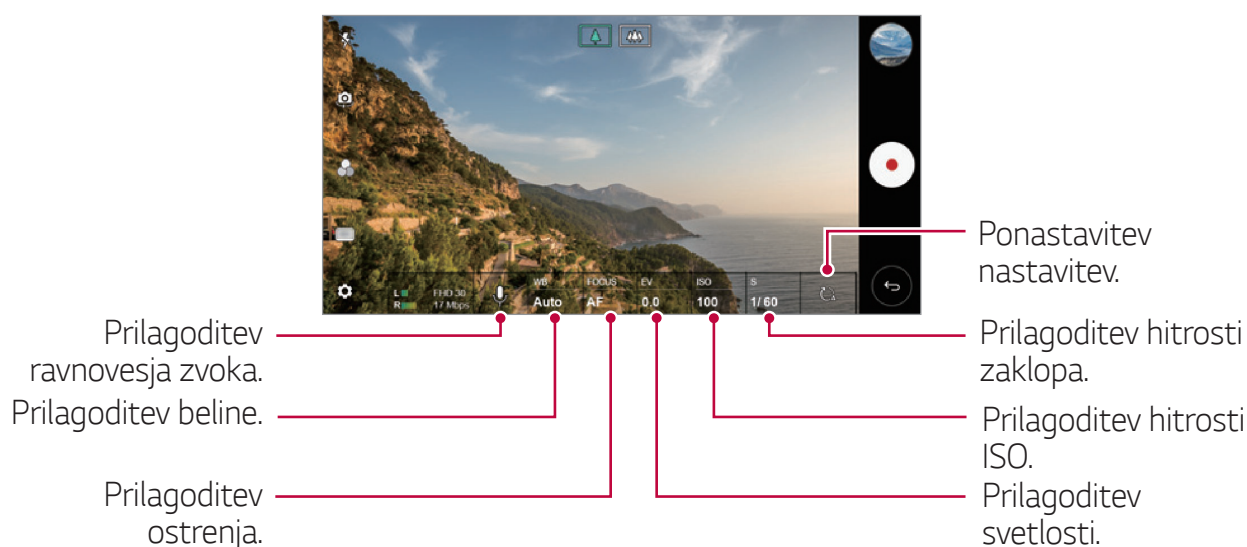 WB FOCUS EV ISO S
L FHD 30
R 17 Mbps Auto AF 0.0 100 1/60
Ponastavitev
nastavitev.
Prilagoditev
ravnovesja zvoka.
Prilagoditev hitrosti
zaklopa.
Prilagoditev beline.
Prilagoditev hitrosti
ISO.
Prilagoditev
ostrenja.
Prilagoditev
svetlosti.